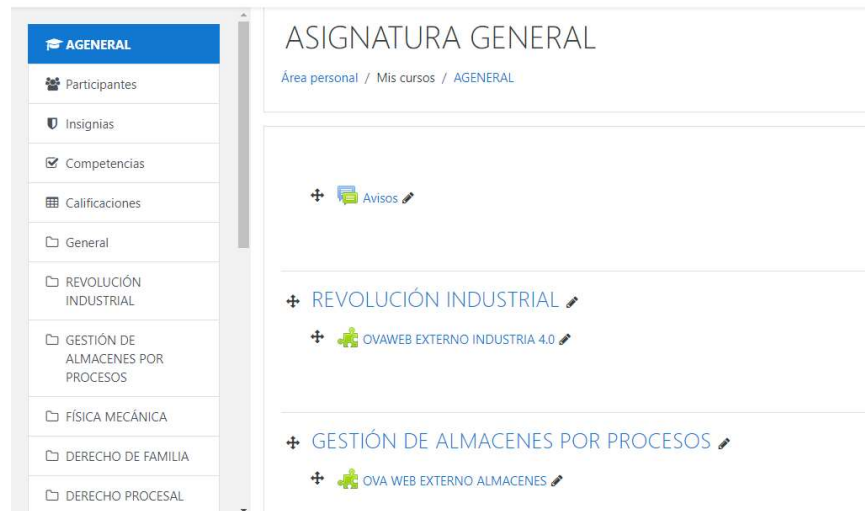 AGENERAL
Participantes
Insignias
Competencias
Calificaciones
General
REVOLUCIÓN
INDUSTRIAL
GESTIÓN DE
ALMACENES POR
PROCESOS
FÍSICA MECÁNICA
DERECHO DE FAMILIA
DERECHO PROCESAL
ASIGNATURA GENERAL
Área personal / Mis cursos / AGENERAL
Avisos
REVOLUCIÓN INDUSTRIAL
OVAWEB EXTERNO INDUSTRIA 4.0
GESTIÓN DE ALMACENES POR PROCESOS
OVA WEB EXTERNO ALMACENES